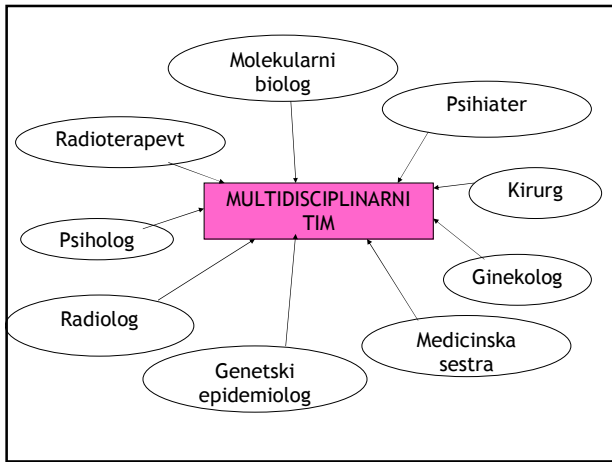 Molekularni
biolog
Psihiater
Radioterapevt
Kirurg
MULTIDISCIPLINARNI
TIM
Psiholog
Ginekolog
Radiolog
Medicinska
sestra
Genetski
epidemiolog